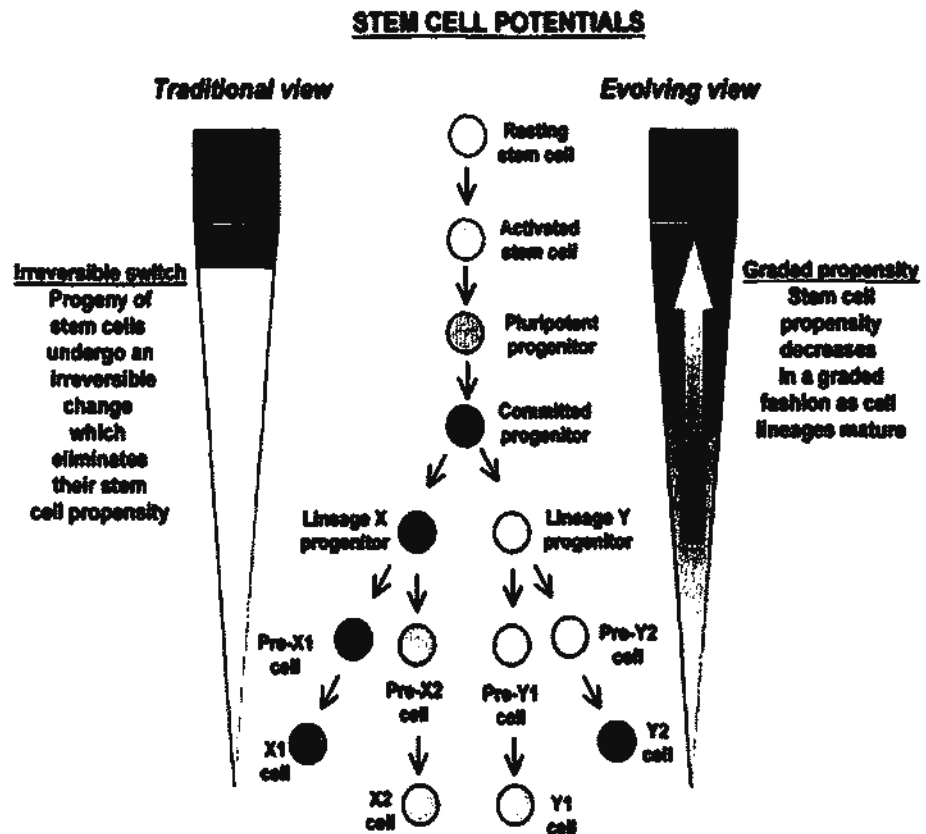 STEM CELL POTENTIALS
Traditional view
Evolving view
Resting
stem cell
Activated
stem cell
Irreversible switch
Progeny of
stem cells
undergo an
irreversible
change
which
eliminates
their stem
cell propensity
Graded propensity
Stem cell
propensity
decreases
in a graded
fashion as cell
lineages mature
Pluripotent
progenitor
Committed
progenitor
Lineage X
progenitor
Lineage Y
progenitor
Pre-X1
cell
Pre-X2
cell
Pre-Y1
cell
Pre-Y2
cell
X1
cell
X2
cell
Y1
cell
Y2
cell